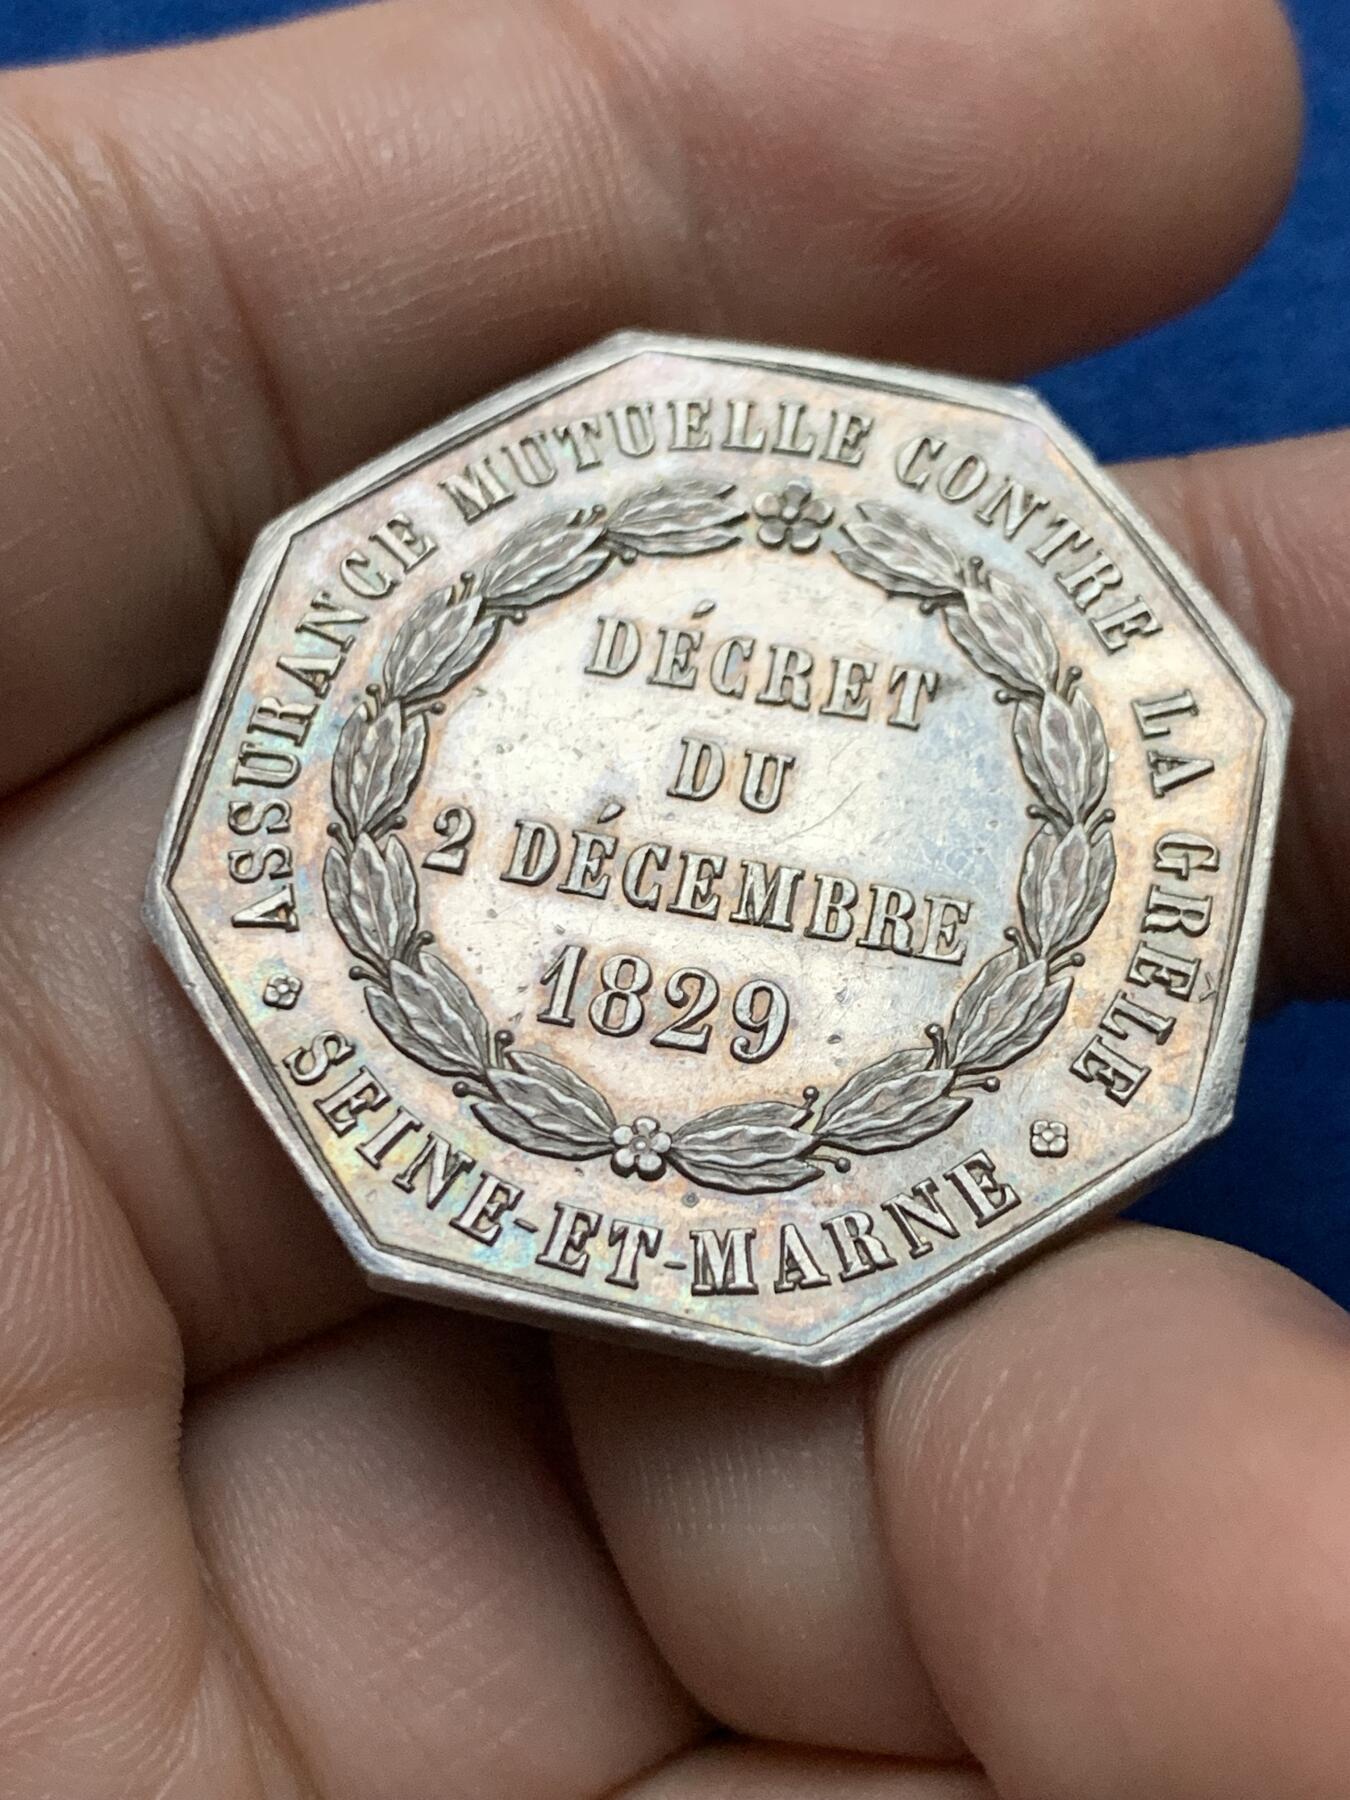 ASSURANCE MUTUELLE CONTRE LA GRÊLE
DÉCRET
DU
2 DÉCEMBRE
1829
SEINE-ET-MARNE